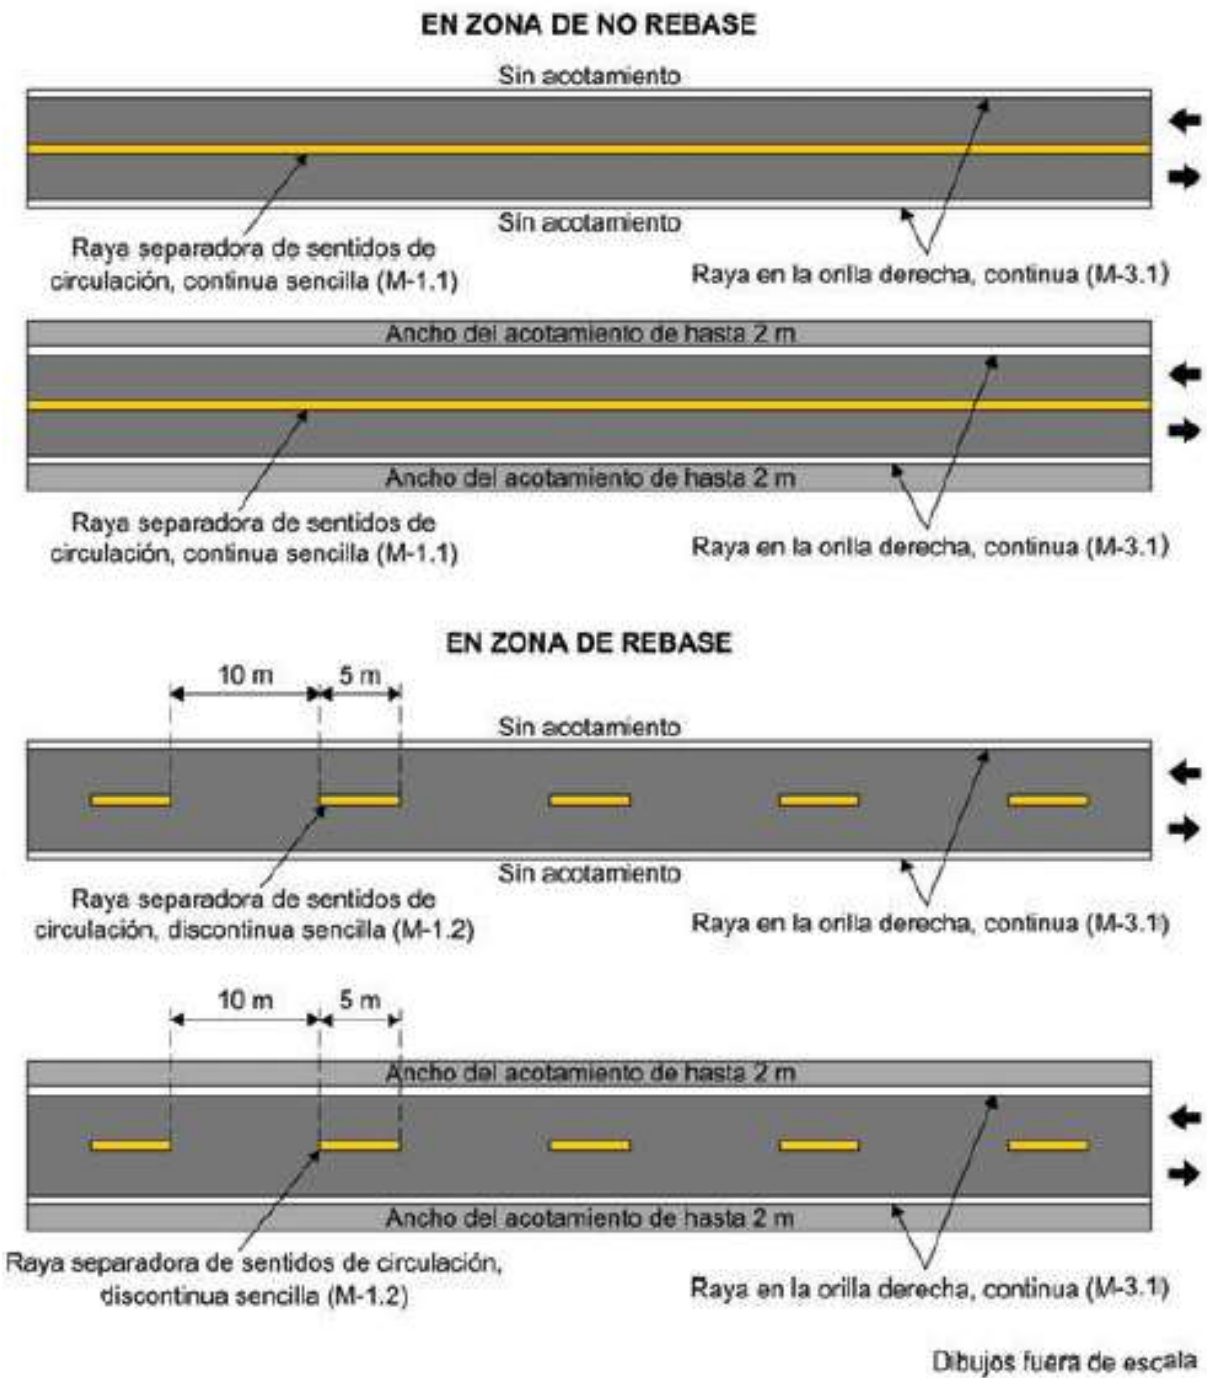 EN ZONA DE NO REBASE
Sin acotamiento
Sin acotamiento
Raya separadora de sentidos de
circulación, continua sencilla (M-1.1)
Raya en la orilla derecha, continua (M-3.1)
Ancho del acotamiento de hasta 2 m
Ancho del acotamiento de hasta 2 m
Raya separadora de sentidos de
circulación, continua sencilla (M-1.1)
Raya en la orilla derecha, continua (M-3.1)
EN ZONA DE REBASE
10 m 5 m
Sin acotamiento
Sin acotamiento
Raya separadora de sentidos de
circulación, discontinua sencilla (M-1.2)
Raya en la orilla derecha, continua (M-3.1)
10 m 5 m
Ancho del acotamiento de hasta 2 m
Ancho del acotamiento de hasta 2 m
Raya separadora de sentidos de circulación,
discontinua sencilla (M-1.2)
Raya en la orilla derecha, continua (M-3.1)
Dibujos fuera de escala